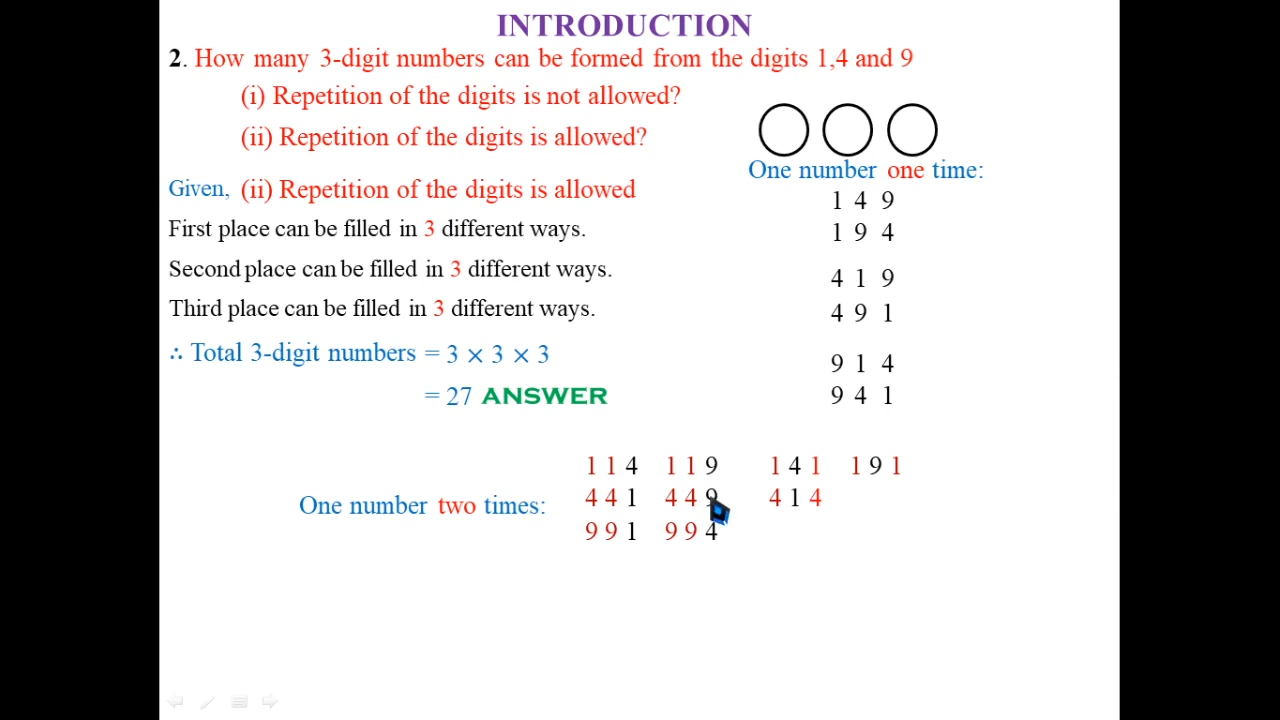 INTRODUCTION
2. How many 3-digit numbers can be formed from the digits 1,4 and 9
(i) Repetition of the digits is not allowed?
(ii) Repetition of the digits is allowed?
Given, (ii) Repetition of the digits is allowed
First place can be filled in 3 different ways.
Second place can be filled in 3 different ways.
Third place can be filled in 3 different ways.
∴ Total 3-digit numbers = 3 × 3 × 3
= 27 ANSWER
One number one time:
1 4 9
1 9 4
4 1 9
4 9 1
9 1 4
9 4 1
One number two times:
1 1 4 1 1 9 1 4 1 1 9 1
4 4 1 4 4 9 4 1 4
9 9 1 9 9 4